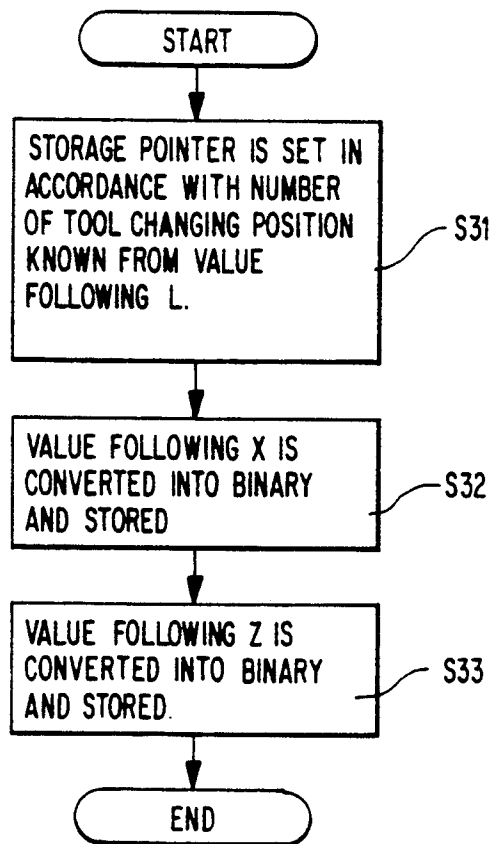 START
STORAGE POINTER IS SET IN
ACCORDANCE WITH NUMBER
OF TOOL CHANGING POSITION
KNOWN FROM VALUE
FOLLOWING L.
S31
VALUE FOLLOWING X IS
CONVERTED INTO BINARY
AND STORED
S32
VALUE FOLLOWING Z IS
CONVERTED INTO BINARY
AND STORED.
S33
END